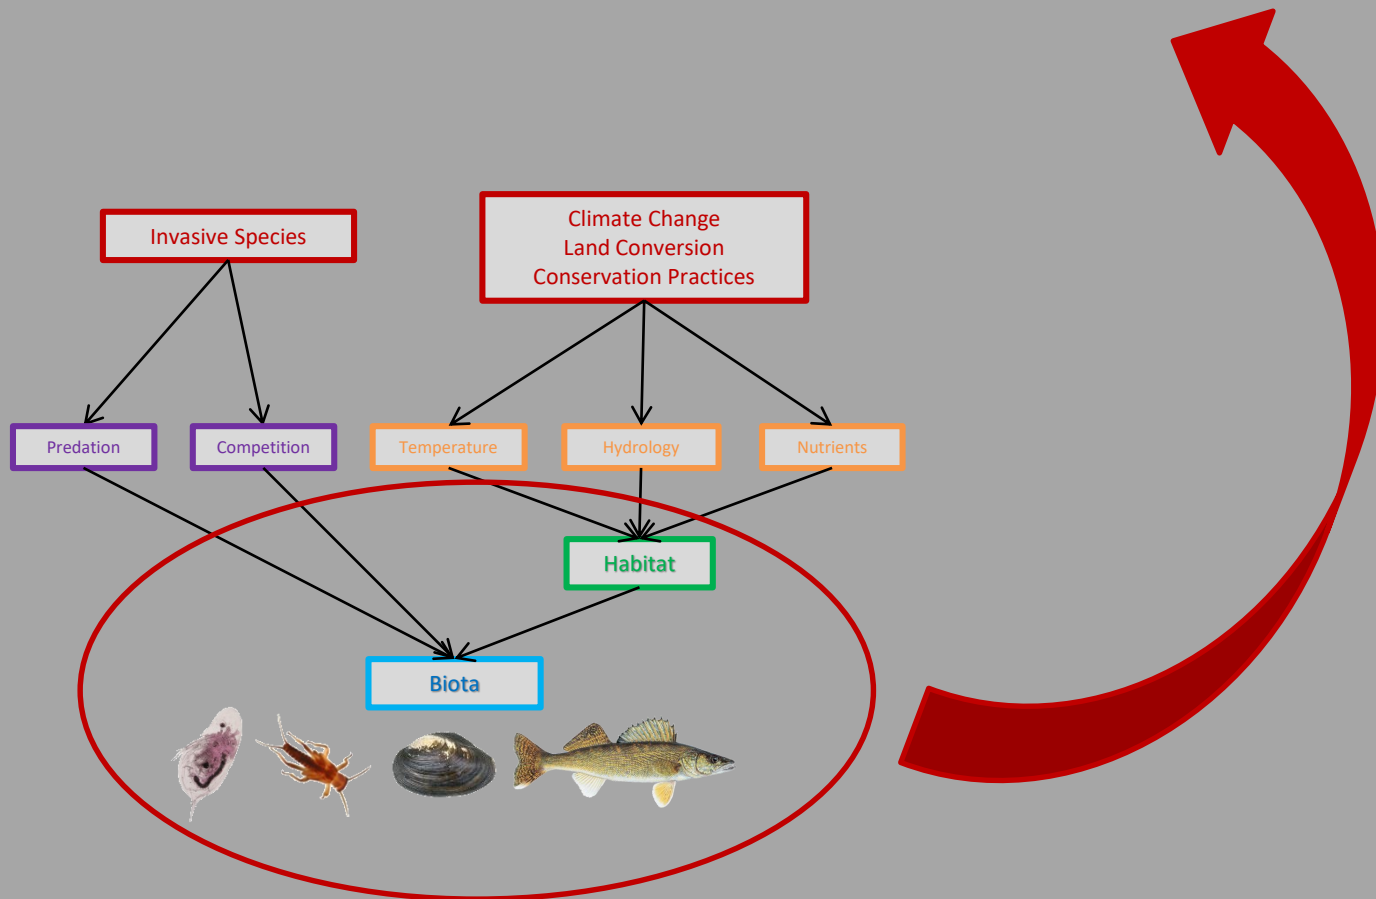 Invasive Species
Climate Change
Land Conversion
Conservation Practices
Predation
Competition
Temperature
Hydrology
Nutrients
Habitat
Biota